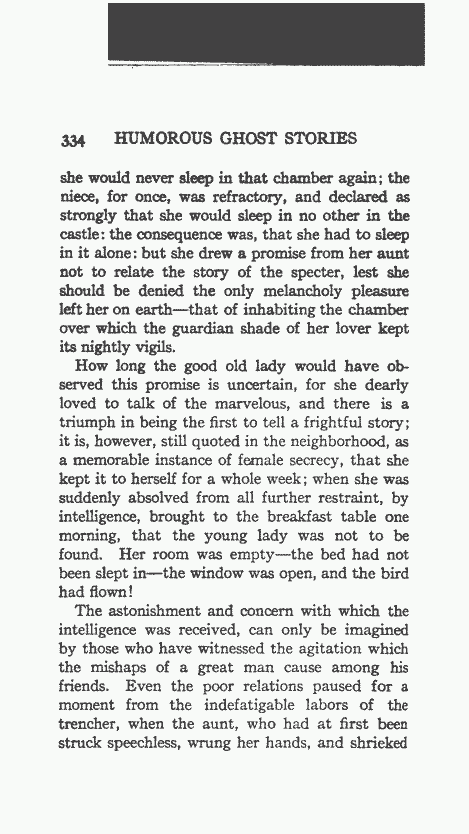 334 HUMOROUS GHOST STORIES
she would never sleep in that chamber again; the
niece, for once, was refractory, and declared as
strongly that she would sleep in no other in the
castle: the consequence was, that she had to sleep
in it alone: but she drew a promise from her aunt
not to relate the story of the specter, lest she
should be denied the only melancholy pleasure
left her on earth—that of inhabiting the chamber
over which the guardian shade of her lover kept
its nightly vigils.
How long the good old lady would have ob-
served this promise is uncertain, for she dearly
loved to talk of the marvelous, and there is a
triumph in being the first to tell a frightful story;
it is, however, still quoted in the neighborhood, as
a memorable instance of female secrecy, that she
kept it to herself for a whole week; when she was
suddenly absolved from all further restraint, by
intelligence, brought to the breakfast table one
morning, that the young lady was not to be
found. Her room was empty—the bed had not
been slept in—the window was open, and the bird
had flown!
The astonishment and concern with which the
intelligence was received, can only be imagined
by those who have witnessed the agitation which
the mishaps of a great man cause among his
friends. Even the poor relations paused for a
moment from the indefatigable labors of the
trencher, when the aunt, who had at first been
struck speechless, wrung her hands, and shrieked